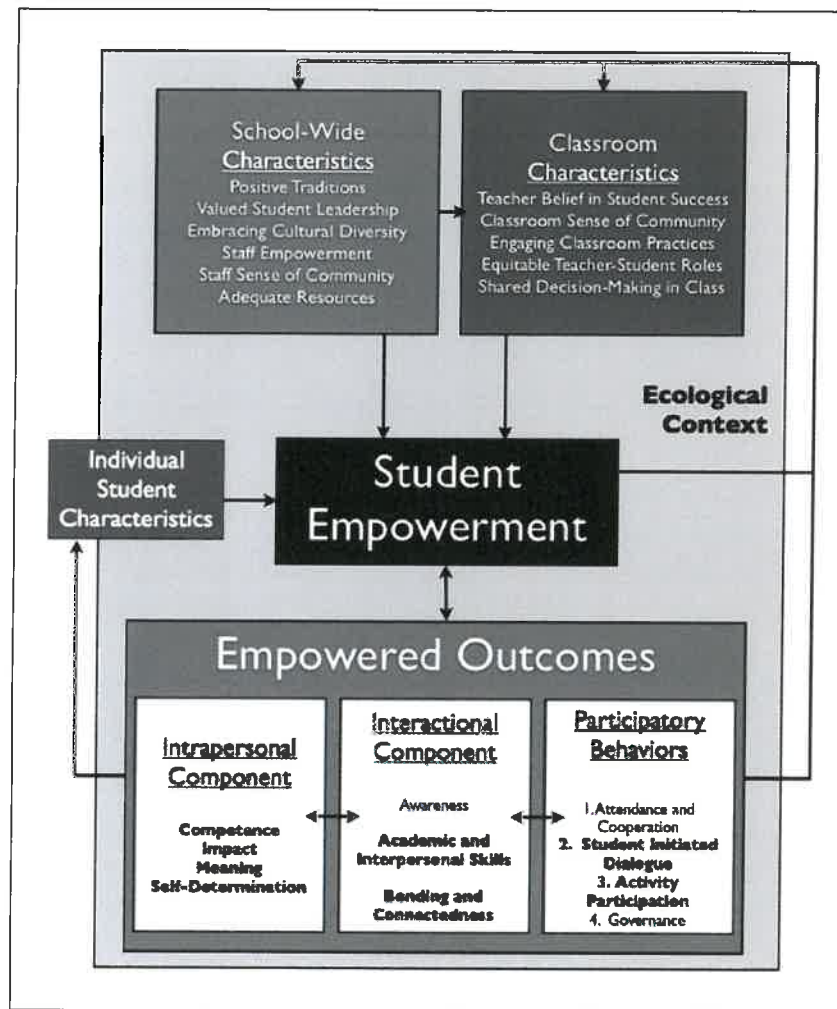 School-Wide
Characteristics
Positive Traditions
Valued Student Leadership
Embracing Cultural Diversity
Staff Empowerment
Staff Sense of Community
Adequate Resources
Classroom
Characteristics
Teacher Belief in Student Success
Classroom Sense of Community
Engaging Classroom Practices
Equitable Teacher-Student Roles
Shared Decision-Making in Class
Ecological
Context
Individual
Student
Characteristics
Student
Empowerment
Empowered Outcomes
Intrapersonal
Component
Competence
Impact
Meaning
Self-Determination
Interactional
Component
Awareness
Academic and
Interpersonal Skills
Bonding and
Connectedness
Participatory
Behaviors
1.Attendance and
Cooperation
2. Student Initiated
Dialogue
3. Activity
Participation
4. Governance